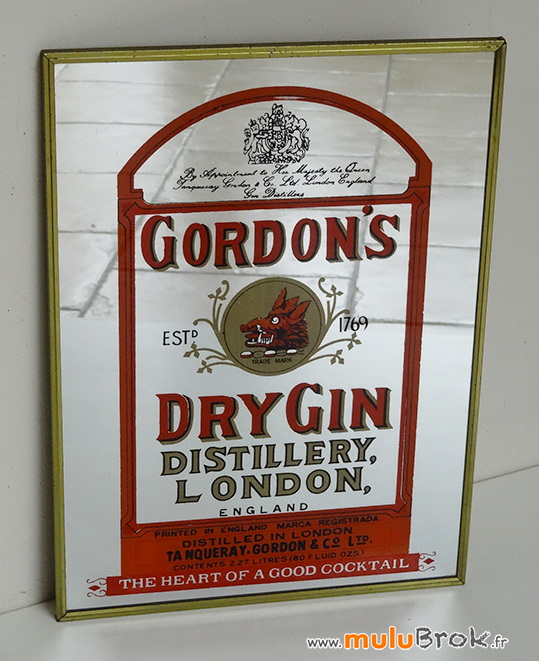 By Appointment to Her Majesty the Queen
Tanqueray Gordon & Co. Ltd. London England
Gin Distillers
GORDON'S
ESTD 1769
TRADE MARK
DRY GIN
DISTILLERY,
LONDON,
ENGLAND
PRINTED IN ENGLAND MARCA REGISTRADA
DISTILLED IN LONDON
TANQUERAY, GORDON & CO LTD.
CONTENTS 2.27 LITRES (80 FLUID OZS.)
THE HEART OF A GOOD COCKTAIL
www.muluBrok.fr